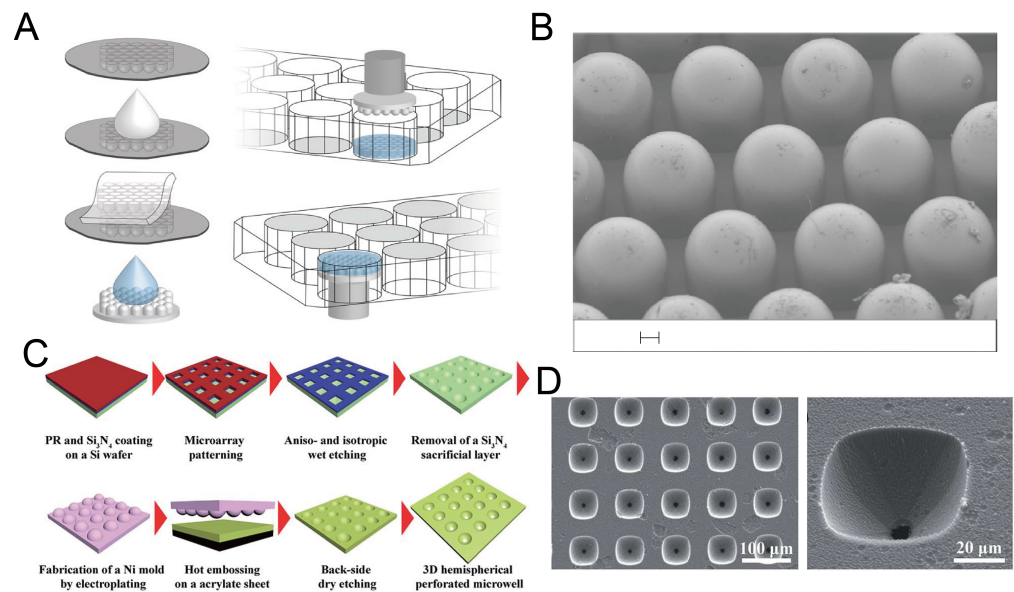 A
B
C
PR and Si3N4 coating
on a Si wafer
Microarray
patterning
Aniso- and isotropic
wet etching
Removal of a Si3N4
sacrificial layer
Fabrication of a Ni mold
by electroplating
Hot embossing
on a acrylate sheet
Back-side
dry etching
3D hemispherical
perforated microwell
D
100 μm
20 μm